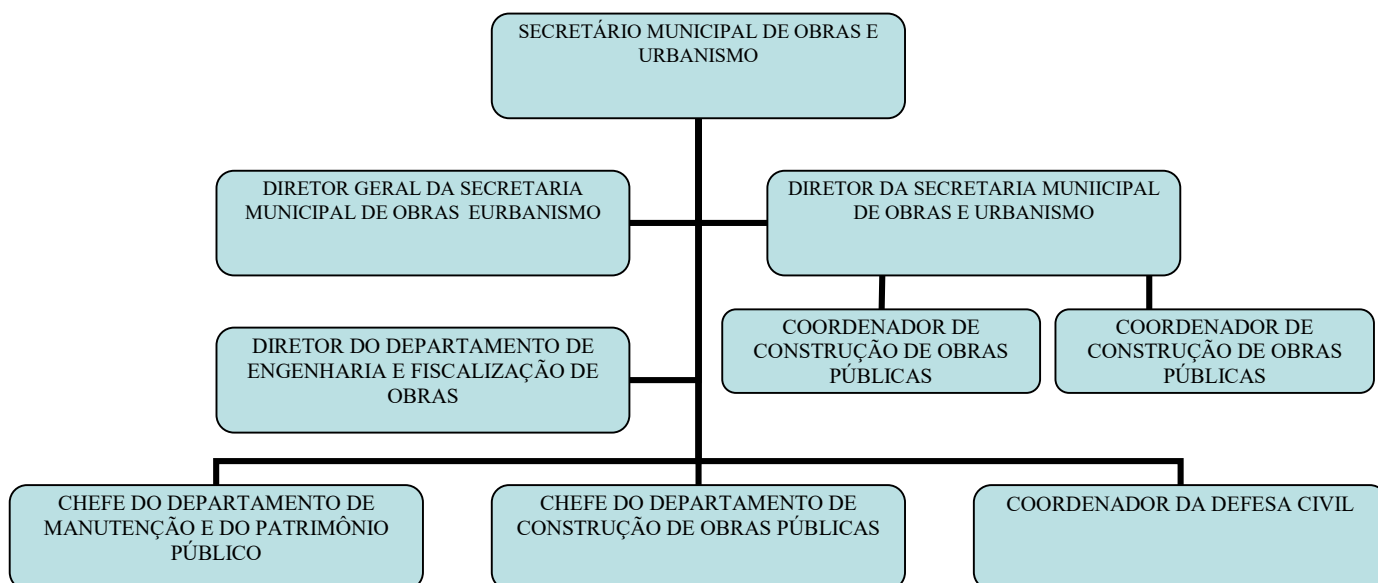 SECRETÁRIO MUNICIPAL DE OBRAS E
URBANISMO
DIRETOR GERAL DA SECRETARIA
MUNICIPAL DE OBRAS EURBANISMO
DIRETOR DA SECRETARIA MUNIICIPAL
DE OBRAS E URBANISMO
COORDENADOR DE
CONSTRUÇÃO DE OBRAS
PÚBLICAS
COORDENADOR DE
CONSTRUÇÃO DE OBRAS
PÚBLICAS
DIRETOR DO DEPARTAMENTO DE
ENGENHARIA E FISCALIZAÇÃO DE
OBRAS
CHEFE DO DEPARTAMENTO DE
MANUTENÇÃO E DO PATRIMÔNIO
PÚBLICO
CHEFE DO DEPARTAMENTO DE
CONSTRUÇÃO DE OBRAS PÚBLICAS
COORDENADOR DA DEFESA CIVIL